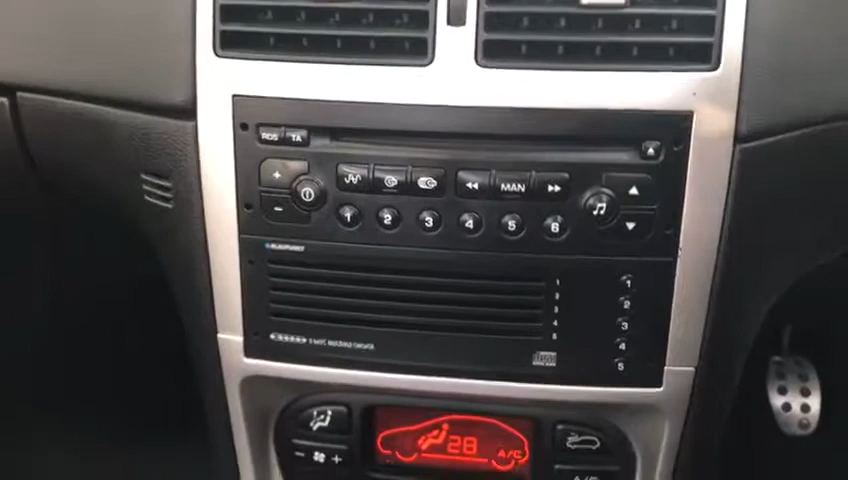 RDS TA
MAN
1 2 3 4 5 6
BLAUPUNKT
1 1
2 2
3 3
4 4
5 5
28
A/C
A/C